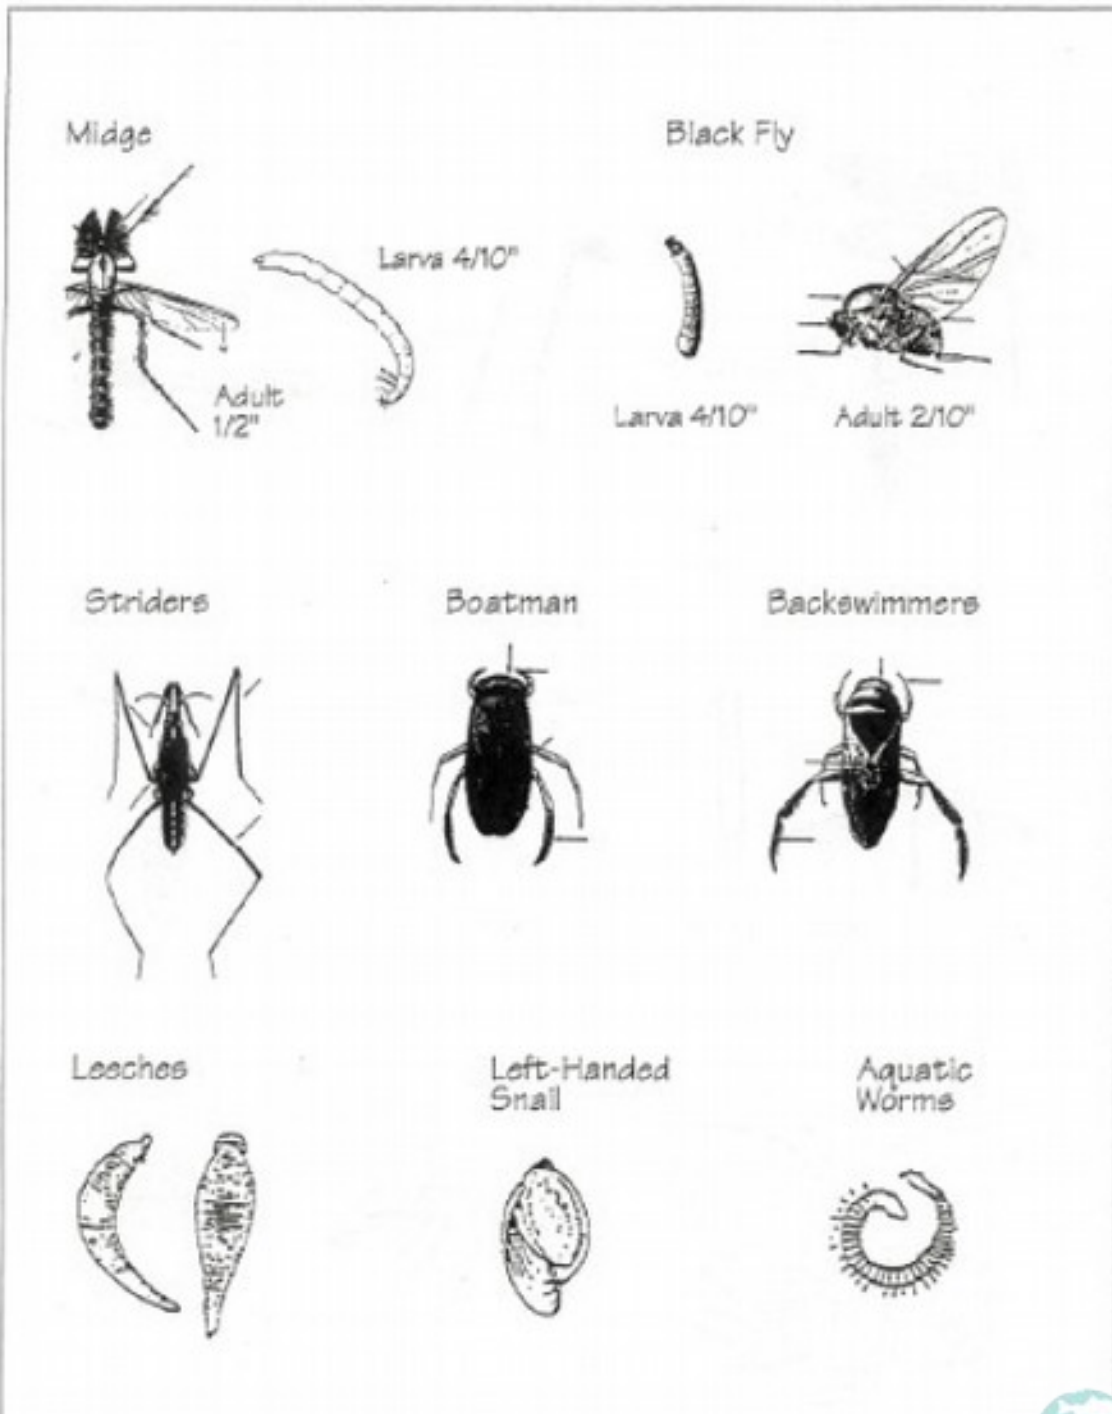 Midge
Black Fly
Larva 4/10"
Adult
1/2"
Larva 4/10"
Adult 2/10"
Striders
Boatman
Backswimmers
Leeches
Left-Handed
Snail
Aquatic
Worms